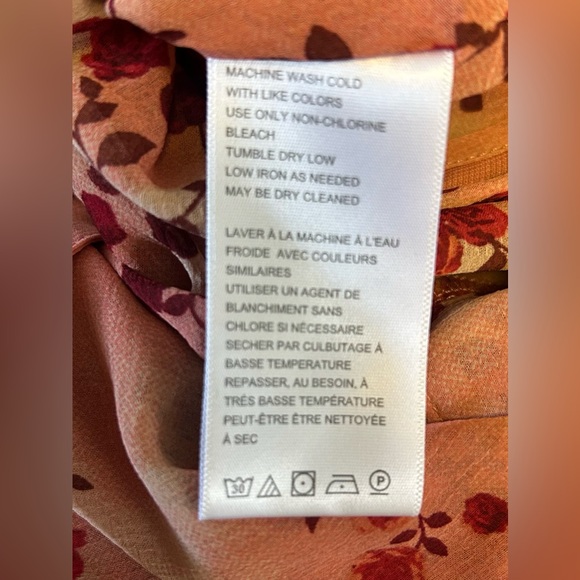 MACHINE WASH COLD
WITH LIKE COLORS
USE ONLY NON-CHLORINE
BLEACH
TUMBLE DRY LOW
LOW IRON AS NEEDED
MAY BE DRY CLEANED
LAVER À LA MACHINE À L'EAU
FROIDE AVEC COULEURS
SIMILAIRES
UTILISER UN AGENT DE
BLANCHIMENT SANS
CHLORE SI NÉCESSAIRE
SECHER PAR CULBUTAGE À
BASSE TEMPERATURE
REPASSER, AU BESOIN, À
TRÉS BASSE TEMPÉRATURE
PEUT-ÊTRE ÊTRE NETTOYÉE
À SEC
30 P